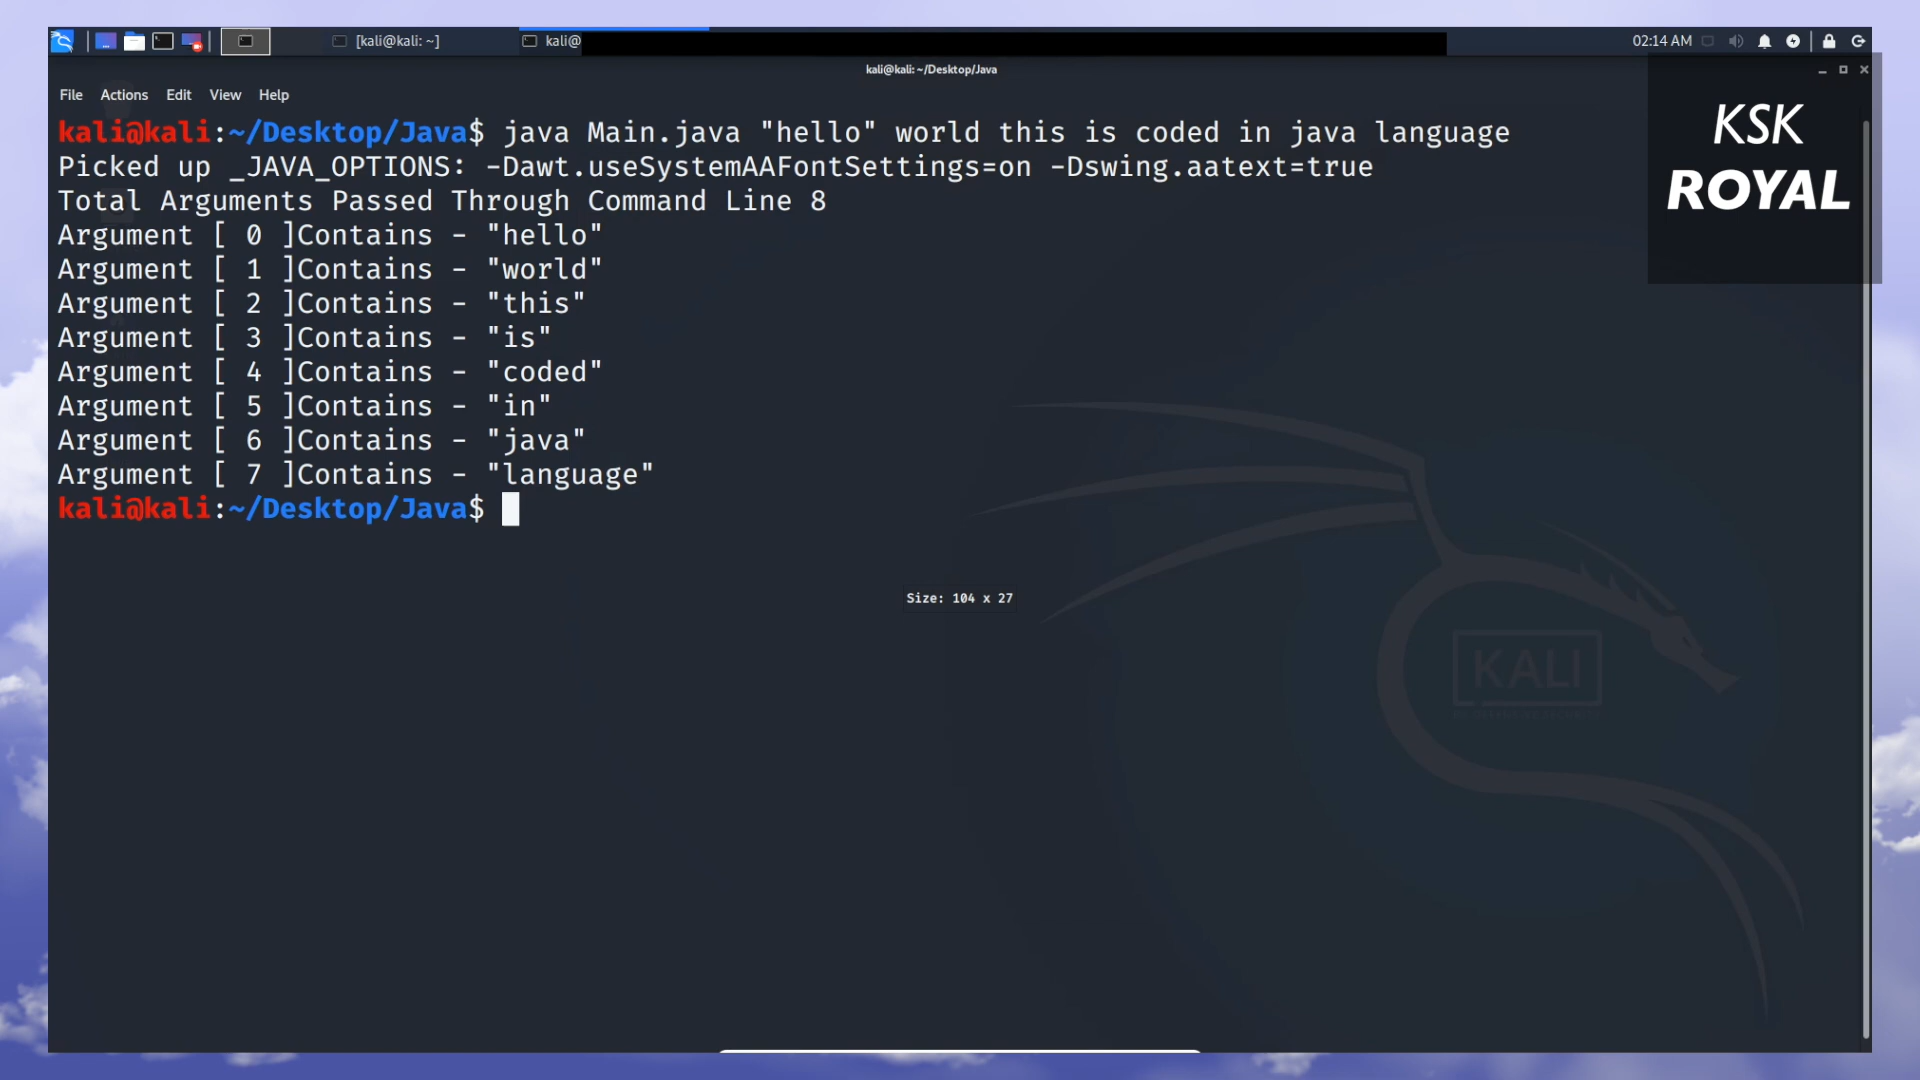 [kali@kali: ~]
kali@
02:14 AM
kali@kali: ~/Desktop/Java
File Actions Edit View Help
KSK
ROYAL
kali@kali:~/Desktop/Java$ java Main.java "hello" world this is coded in java language
Picked up _JAVA_OPTIONS: -Dawt.useSystemAAFontSettings=on -Dswing.aatext=true
Total Arguments Passed Through Command Line 8
Argument [ 0 ]Contains - "hello"
Argument [ 1 ]Contains - "world"
Argument [ 2 ]Contains - "this"
Argument [ 3 ]Contains - "is"
Argument [ 4 ]Contains - "coded"
Argument [ 5 ]Contains - "in"
Argument [ 6 ]Contains - "java"
Argument [ 7 ]Contains - "language"
kali@kali:~/Desktop/Java$
Size: 104 x 27
KALI